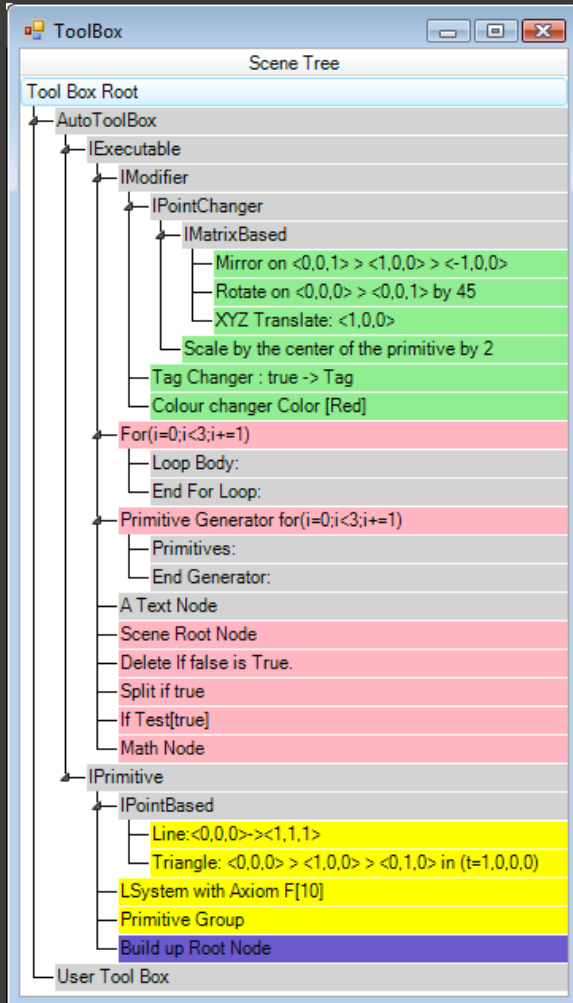 ToolBox
Scene Tree
Tool Box Root
AutoToolBox
IExecutable
IModifier
IPointChanger
IMatrixBased
Mirror on <0,0,1> > <1,0,0> > <-1,0,0>
Rotate on <0,0,0> > <0,0,1> by 45
XYZ Translate: <1,0,0>
Scale by the center of the primitive by 2
Tag Changer : true -> Tag
Colour changer Color [Red]
For(i=0;i<3;i+=1)
Loop Body:
End For Loop:
Primitive Generator for(i=0;i<3;i+=1)
Primitives:
End Generator:
A Text Node
Scene Root Node
Delete If false is True.
Split if true
If Test[true]
Math Node
IPrimitive
IPointBased
Line:<0,0,0>-><1,1,1>
Triangle: <0,0,0> > <1,0,0> > <0,1,0> in (t=1,0,0,0)
LSystem with Axiom F[10]
Primitive Group
Build up Root Node
User Tool Box